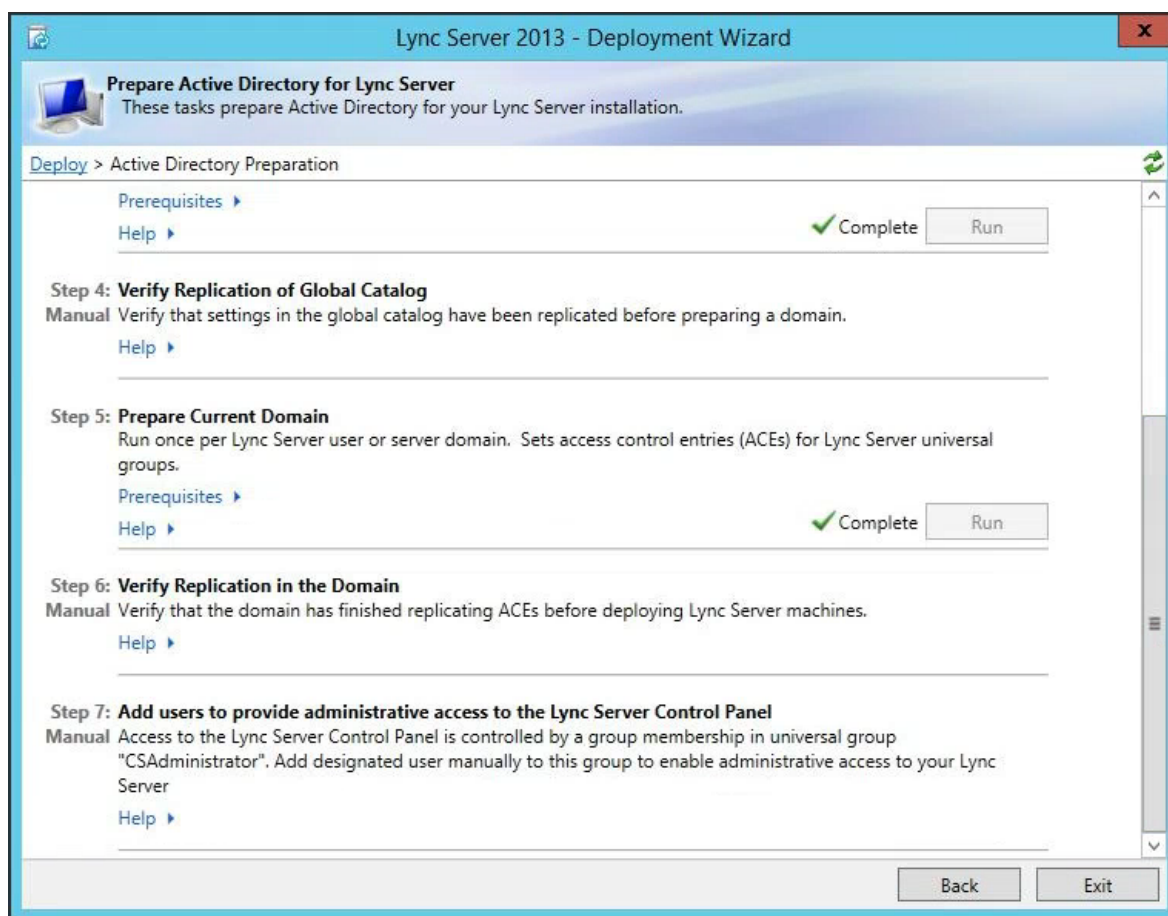 Lync Server 2013 - Deployment Wizard
x
Prepare Active Directory for Lync Server
These tasks prepare Active Directory for your Lync Server installation.
Deploy > Active Directory Preparation
Prerequisites
Help
Complete Run
Step 4: Verify Replication of Global Catalog
Manual Verify that settings in the global catalog have been replicated before preparing a domain.
Help
Step 5: Prepare Current Domain
Run once per Lync Server user or server domain.  Sets access control entries (ACEs) for Lync Server universal
groups.
Prerequisites
Help
Complete Run
Step 6: Verify Replication in the Domain
Manual Verify that the domain has finished replicating ACEs before deploying Lync Server machines.
Help
Step 7: Add users to provide administrative access to the Lync Server Control Panel
Manual Access to the Lync Server Control Panel is controlled by a group membership in universal group
"CSAdministrator". Add designated user manually to this group to enable administrative access to your Lync
Server
Help
Back Exit